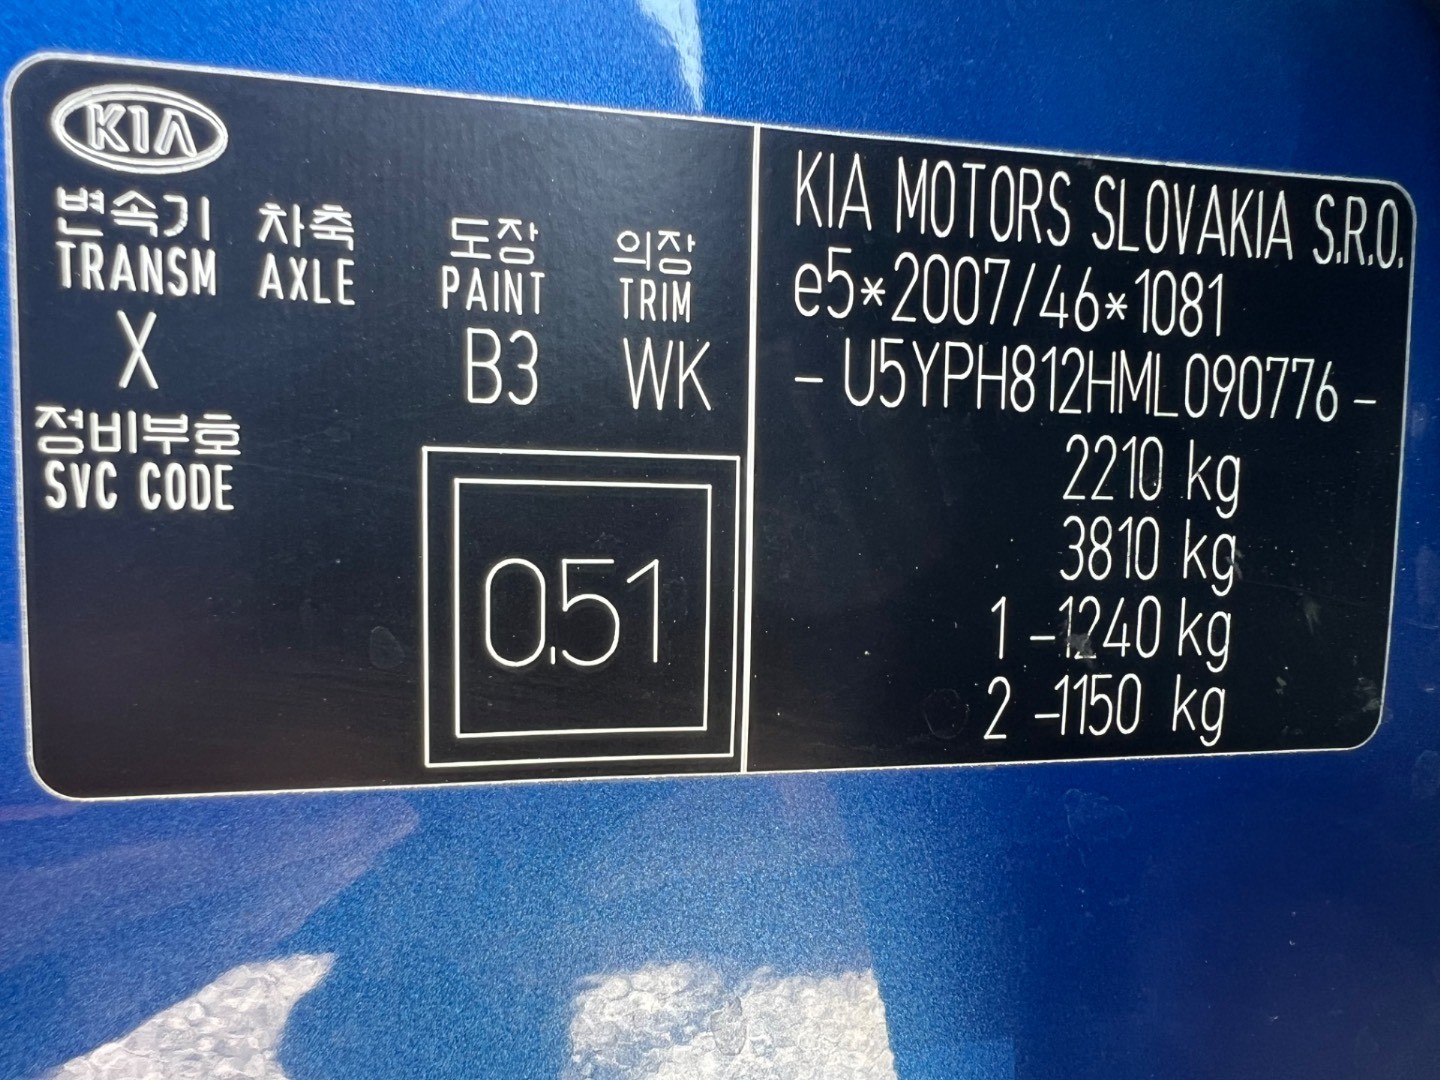 KIA
변속기 차축 도장 의장
TRANSM AXLE PAINT TRIM
X B3 WK
정비부호
SVC CODE
0.51
KIA MOTORS SLOVAKIA S.R.O.
e5*2007/46*1081
- U5YPH812HML090776 -
2210 kg
3810 kg
1 -1240 kg
2 -1150 kg